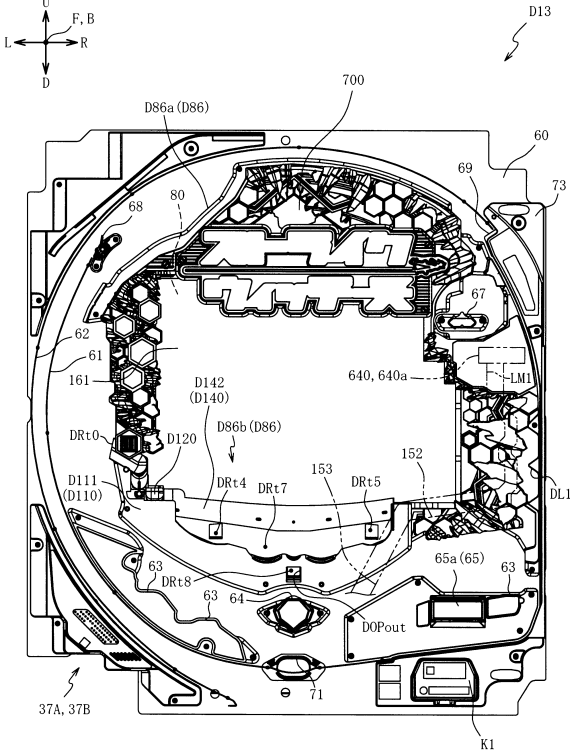 U
F, B
L
R
D
D13
700
D86a(D86)
60
69
73
80
68
67
62
61
640, 640a
LM1
161
D142
(D140)
D86b(D86)
DRt0
D120
152
DRt4
153
DRt5
D111
DRt7
(D110)
DL1
65a(65)
63
63
DRt8
64
63
DOPout
71
37A, 37B
K1